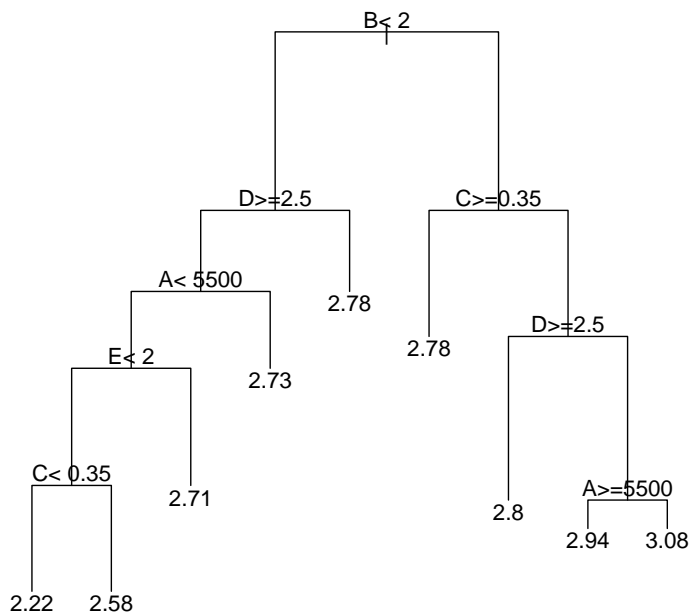 B< 2
D>=2.5
C>=0.35
A< 5500
2.78
D>=2.5
2.78
E< 2
2.73
C< 0.35
2.71
A>=5500
2.8
2.94
3.08
2.22
2.58